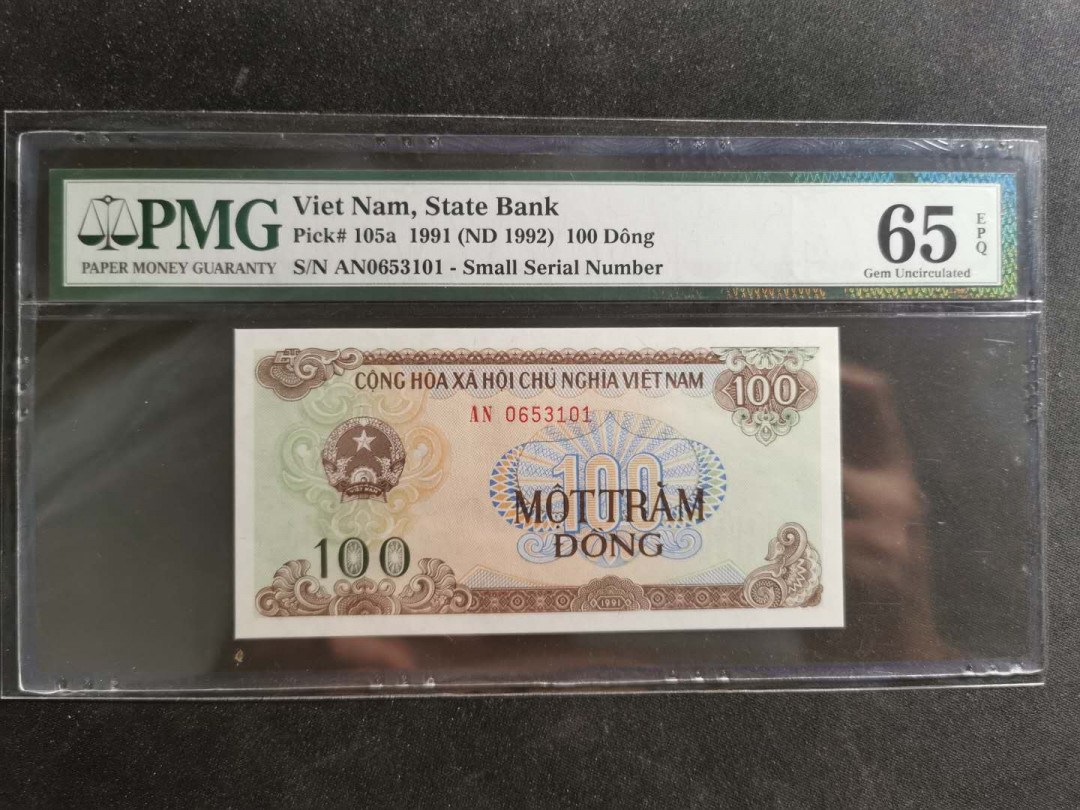 PMG
PAPER MONEY GUARANTY
Viet Nam, State Bank
Pick# 105a 1991 (ND 1992) 100 Dông
S/N AN0653101 - Small Serial Number
65
EPQ
Gem Uncirculated
CỘNG HÒA XÃ HỘI CHỦ NGHĨA VIỆT NAM
100
AN 0653101
100
MỘT TRĂM
ĐỒNG
100
1991